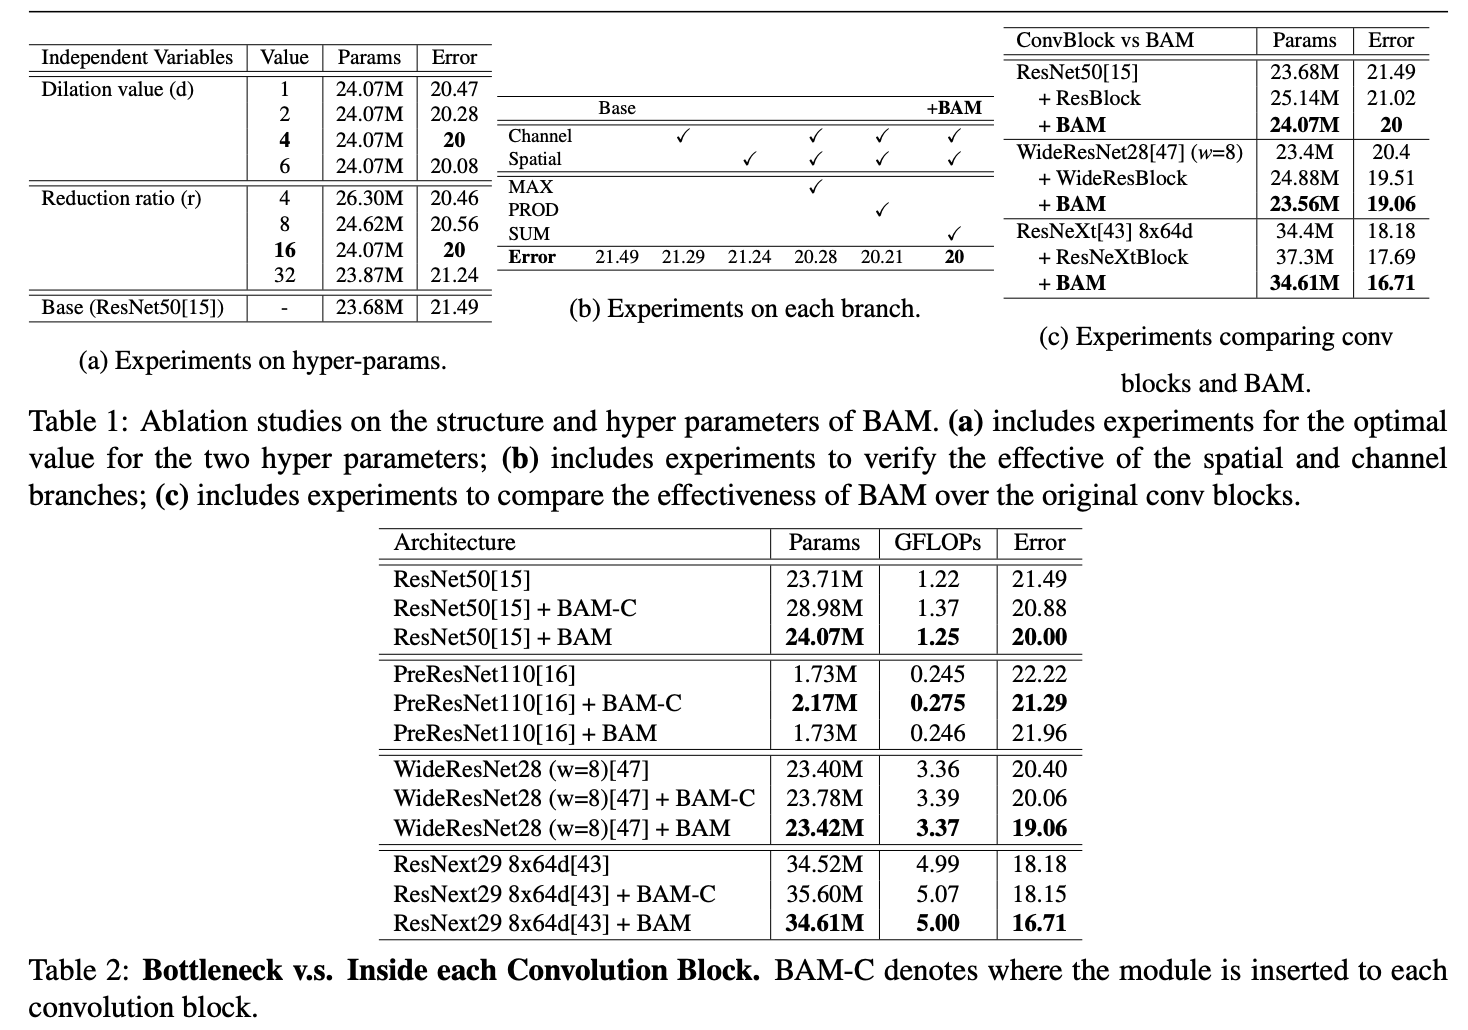 Independent Variables Value Params Error
Dilation value (d) 1 24.07M 20.47
2 24.07M 20.28
4 24.07M 20
6 24.07M 20.08
Reduction ratio (r) 4 26.30M 20.46
8 24.62M 20.56
16 24.07M 20
32 23.87M 21.24
Base (ResNet50[15]) - 23.68M 21.49
(a) Experiments on hyper-params.
Base +BAM
Channel ✓ ✓ ✓ ✓
Spatial ✓ ✓ ✓ ✓
MAX ✓
PROD ✓
SUM ✓
Error 21.49 21.29 21.24 20.28 20.21 20
(b) Experiments on each branch.
ConvBlock vs BAM Params Error
ResNet50[15] 23.68M 21.49
+ ResBlock 25.14M 21.02
+ BAM 24.07M 20
WideResNet28[47] (w=8) 23.4M 20.4
+ WideResBlock 24.88M 19.51
+ BAM 23.56M 19.06
ResNeXt[43] 8x64d 34.4M 18.18
+ ResNeXtBlock 37.3M 17.69
+ BAM 34.61M 16.71
(c) Experiments comparing conv
blocks and BAM.
Table 1: Ablation studies on the structure and hyper parameters of BAM. (a) includes experiments for the optimal
value for the two hyper parameters; (b) includes experiments to verify the effective of the spatial and channel
branches; (c) includes experiments to compare the effectiveness of BAM over the original conv blocks.
Architecture Params GFLOPs Error
ResNet50[15] 23.71M 1.22 21.49
ResNet50[15] + BAM-C 28.98M 1.37 20.88
ResNet50[15] + BAM 24.07M 1.25 20.00
PreResNet110[16] 1.73M 0.245 22.22
PreResNet110[16] + BAM-C 2.17M 0.275 21.29
PreResNet110[16] + BAM 1.73M 0.246 21.96
WideResNet28 (w=8)[47] 23.40M 3.36 20.40
WideResNet28 (w=8)[47] + BAM-C 23.78M 3.39 20.06
WideResNet28 (w=8)[47] + BAM 23.42M 3.37 19.06
ResNext29 8x64d[43] 34.52M 4.99 18.18
ResNext29 8x64d[43] + BAM-C 35.60M 5.07 18.15
ResNext29 8x64d[43] + BAM 34.61M 5.00 16.71
Table 2: Bottleneck v.s. Inside each Convolution Block. BAM-C denotes where the module is inserted to each
convolution block.